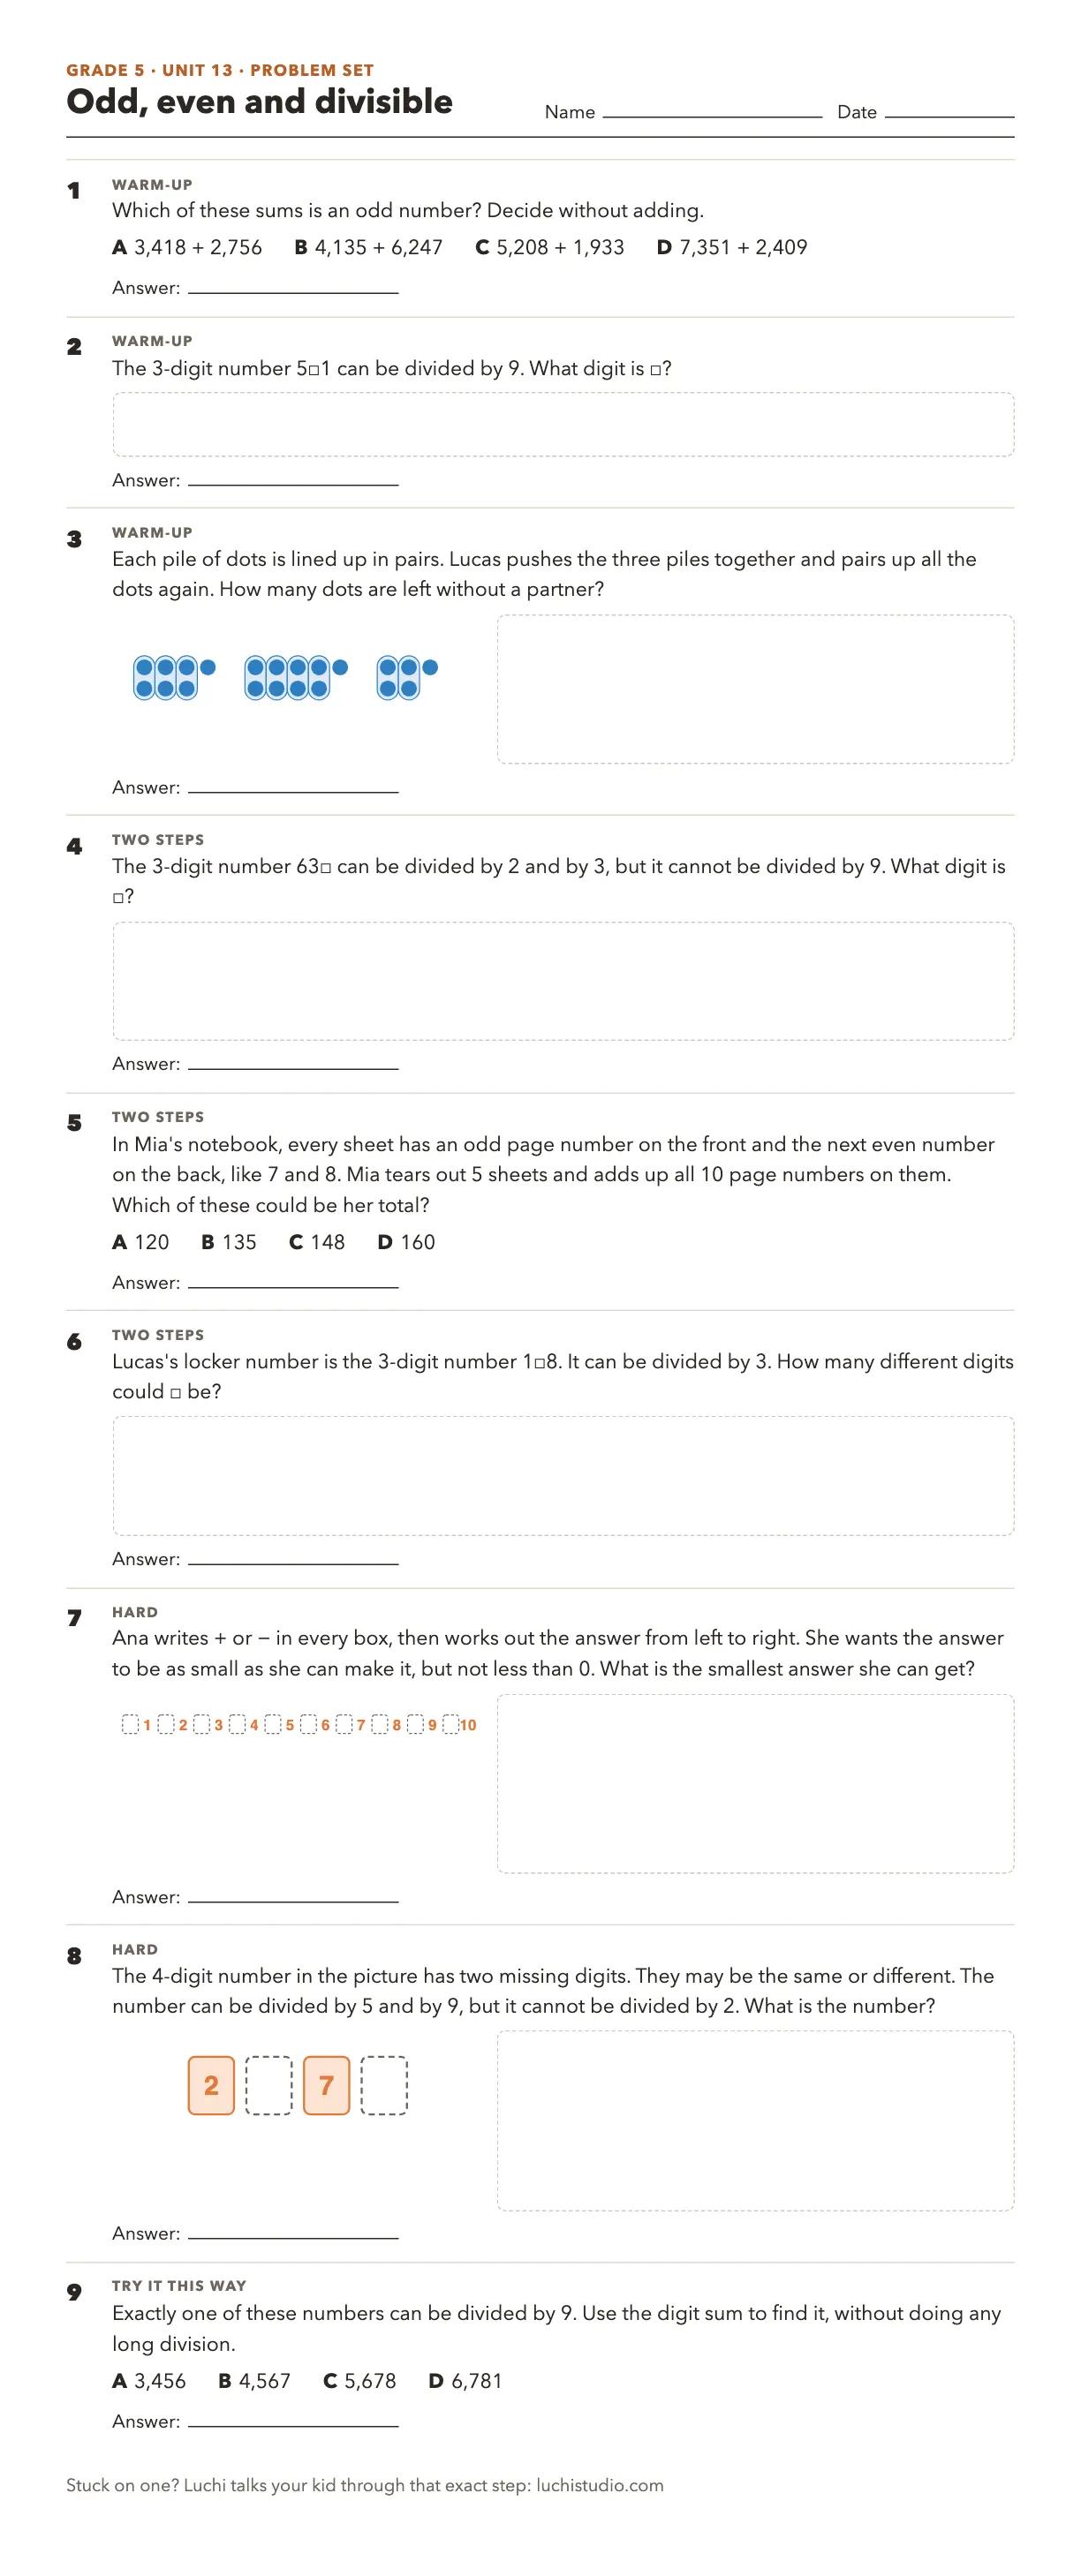 GRADE 5 · UNIT 13 · PROBLEM SET
Odd, even and divisible
Name
Date
1
WARM-UP
Which of these sums is an odd number? Decide without adding.
A 3,418 + 2,756 B 4,135 + 6,247 C 5,208 + 1,933 D 7,351 + 2,409
Answer:
2
WARM-UP
The 3-digit number 5□1 can be divided by 9. What digit is □?
Answer:
3
WARM-UP
Each pile of dots is lined up in pairs. Lucas pushes the three piles together and pairs up all the
dots again. How many dots are left without a partner?
Answer:
4
TWO STEPS
The 3-digit number 63□ can be divided by 2 and by 3, but it cannot be divided by 9. What digit is
□?
Answer:
5
TWO STEPS
In Mia's notebook, every sheet has an odd page number on the front and the next even number
on the back, like 7 and 8. Mia tears out 5 sheets and adds up all 10 page numbers on them.
Which of these could be her total?
A 120 B 135 C 148 D 160
Answer:
6
TWO STEPS
Lucas's locker number is the 3-digit number 1□8. It can be divided by 3. How many different digits
could □ be?
Answer:
7
HARD
Ana writes + or − in every box, then works out the answer from left to right. She wants the answer
to be as small as she can make it, but not less than 0. What is the smallest answer she can get?
□ 1 □ 2 □ 3 □ 4 □ 5 □ 6 □ 7 □ 8 □ 9 □ 10
Answer:
8
HARD
The 4-digit number in the picture has two missing digits. They may be the same or different. The
number can be divided by 5 and by 9, but it cannot be divided by 2. What is the number?
2 □ 7 □
Answer:
9
TRY IT THIS WAY
Exactly one of these numbers can be divided by 9. Use the digit sum to find it, without doing any
long division.
A 3,456 B 4,567 C 5,678 D 6,781
Answer:
Stuck on one? Luchi talks your kid through that exact step: luchistudio.com